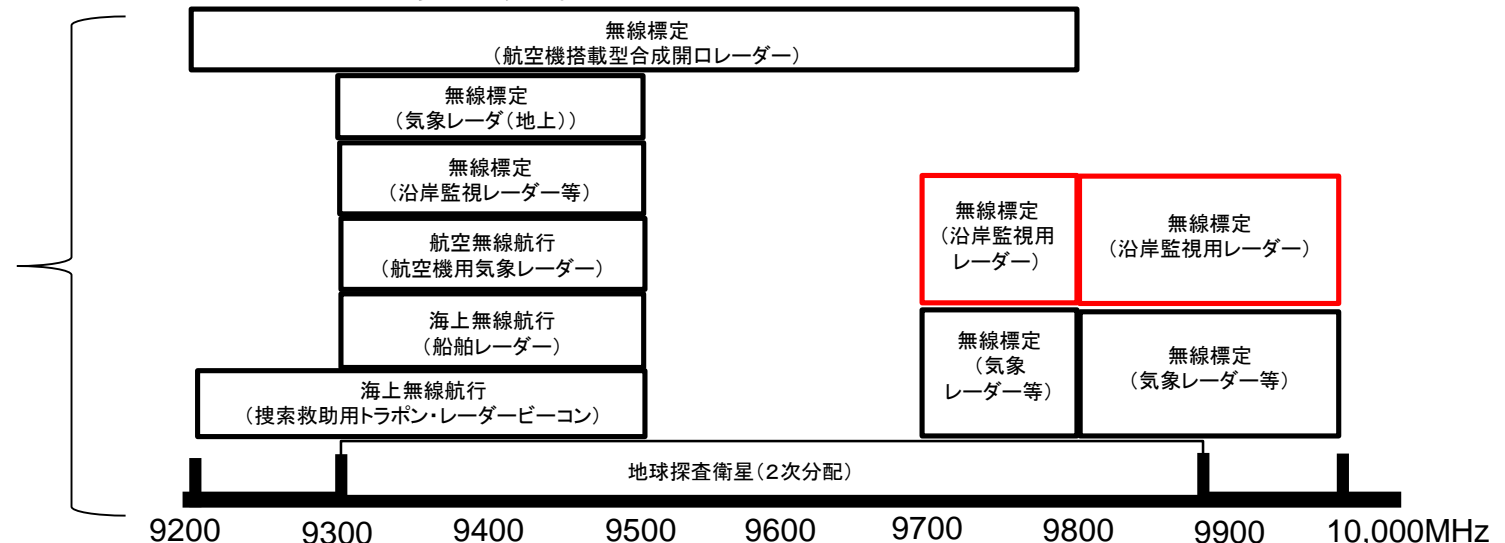 無線標定
（航空機搭載型合成開口レーダー）
無線標定
（気象レーダ（地上））
無線標定
（沿岸監視レーダー等）
航空無線航行
（航空機用気象レーダー）
海上無線航行
（船舶レーダー）
海上無線航行
（捜索救助用トラポン・レーダービーコン）
無線標定
（沿岸監視用
レーダー）
無線標定
（沿岸監視用レーダー）
無線標定
（気象
レーダー等）
無線標定
（気象レーダー等）
地球探査衛星（２次分配）
9200 9300 9400 9500 9600 9700 9800 9900 10,000MHz